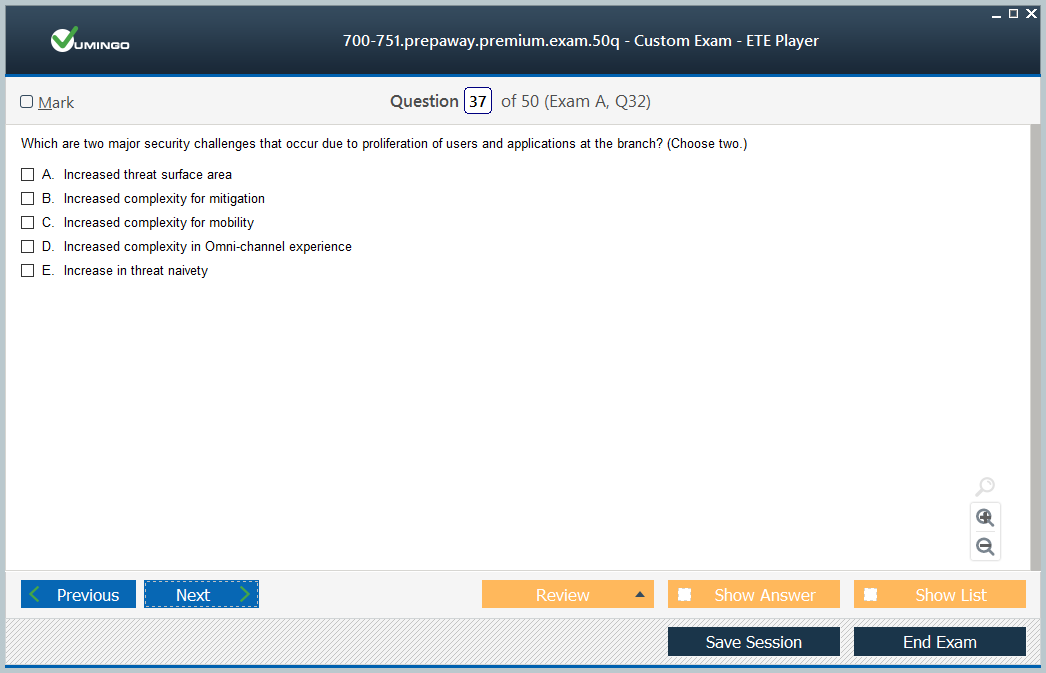 VUMINGO
700-751.prepaway.premium.exam.50q - Custom Exam - ETE Player
Mark
Question 37 of 50 (Exam A, Q32)
Which are two major security challenges that occur due to proliferation of users and applications at the branch? (Choose two.)
A. Increased threat surface area
B. Increased complexity for mitigation
C. Increased complexity for mobility
D. Increased complexity in Omni-channel experience
E. Increase in threat naivety
Previous
Next
Review
Show Answer
Show List
Save Session
End Exam